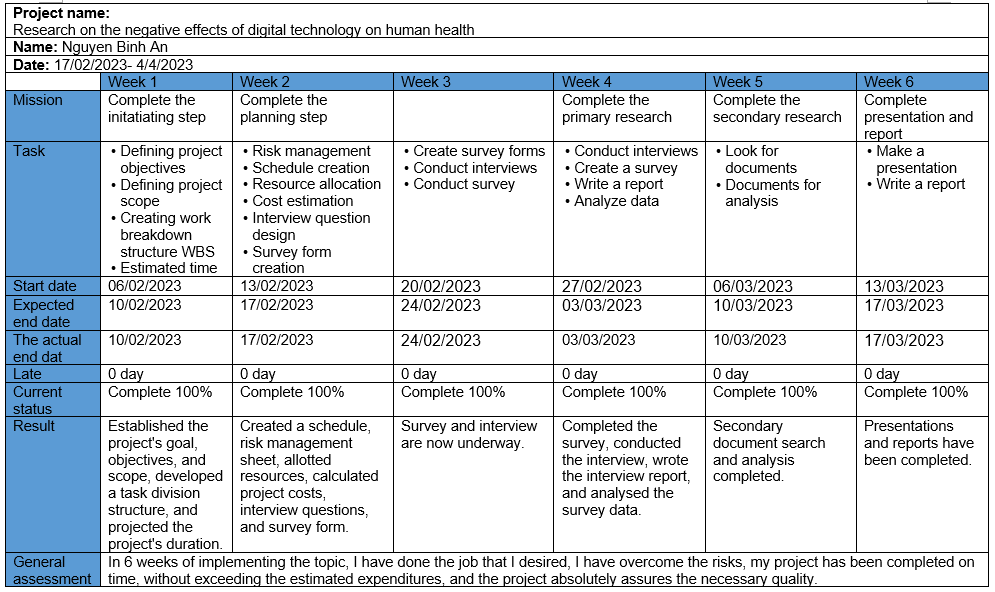 Project name:
Research on the negative effects of digital technology on human health
Name: Nguyen Binh An
Date: 17/02/2023- 4/4/2023
Week 1
Week 2
Week 3
Week 4
Week 5
Week 6
Mission
Complete the
initatiating step
Complete the
planning step
Complete the
primary research
Complete the
secondary research
Complete
presentation and
report
Task
• Defining project
objectives
• Defining project
scope
• Creating work
breakdown
structure WBS
• Estimated time
• Risk management
• Schedule creation
• Resource allocation
• Cost estimation
• Interview question
design
• Survey form
creation
• Create survey forms
• Conduct interviews
• Conduct survey
• Conduct interviews
• Create a survey
• Write a report
• Analyze data
• Look for
documents
• Documents for
analysis
• Make a
presentation
• Write a report
Start date
06/02/2023
13/02/2023
20/02/2023
27/02/2023
06/03/2023
13/03/2023
Expected
end date
10/02/2023
17/02/2023
24/02/2023
03/03/2023
10/03/2023
17/03/2023
The actual
end dat
10/02/2023
17/02/2023
24/02/2023
03/03/2023
10/03/2023
17/03/2023
Late
0 day
0 day
0 day
0 day
0 day
0 day
Current
status
Complete 100%
Complete 100%
Complete 100%
Complete 100%
Complete 100%
Complete 100%
Result
Established the
project's goal,
objectives, and
scope, developed
a task division
structure, and
projected the
project's duration.
Created a schedule,
risk management
sheet, allotted
resources, calculated
project costs,
interview questions,
and survey form.
Survey and interview
are now underway.
Completed the
survey, conducted
the interview, wrote
the interview report,
and analysed the
survey data.
Secondary
document search
and analysis
completed.
Presentations
and reports have
been completed.
General
assessment
In 6 weeks of implementing the topic, I have done the job that I desired, I have overcome the risks, my project has been completed on
time, without exceeding the estimated expenditures, and the project absolutely assures the necessary quality.